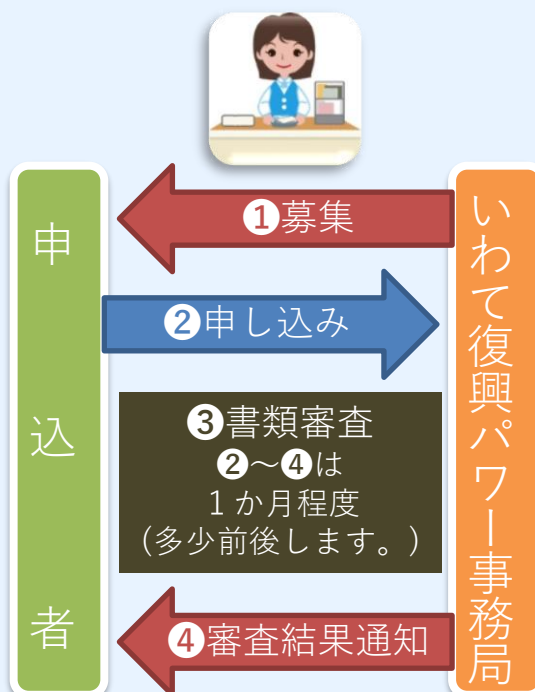 申込者
❶募集
❷申し込み
❸書類審査
❷～❹は
１か月程度
（多少前後します。）
❹審査結果通知
いわて復興パワー事務局